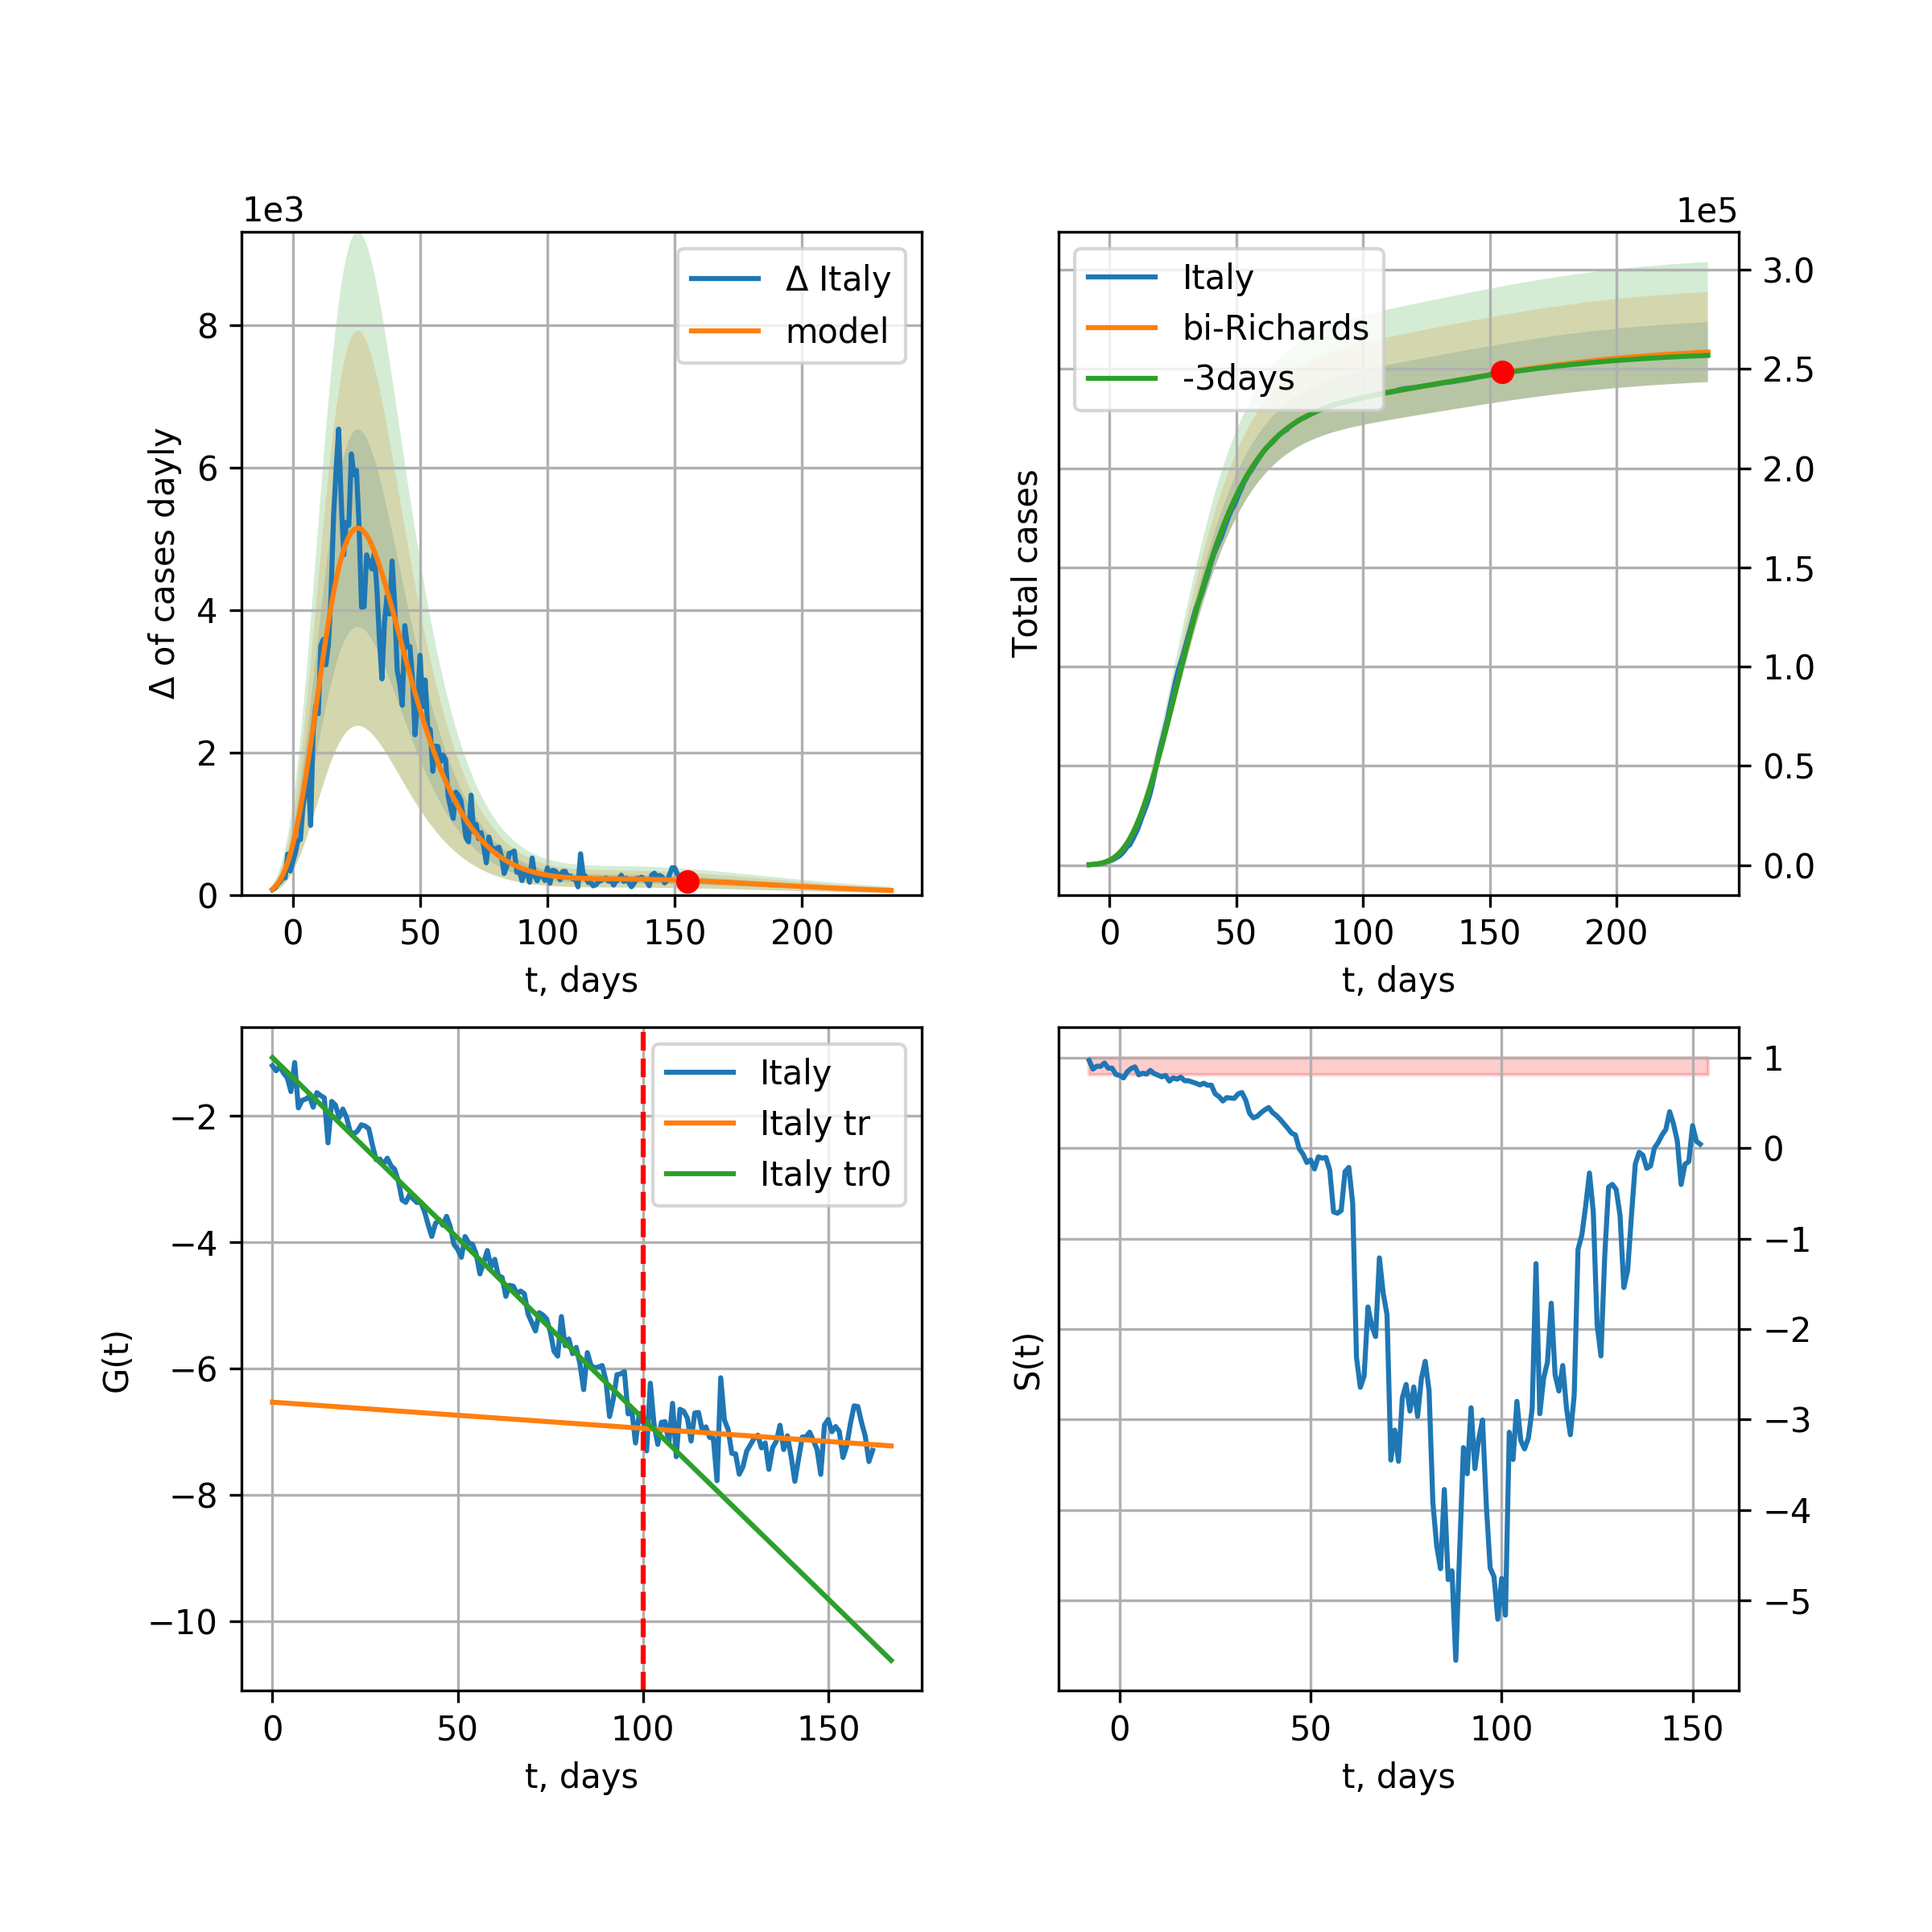 1e3
Δ of cases dayly
8
6
4
2
0
0 50 100 150 200
t, days
Δ Italy
model
1e5
Total cases
3.0
2.5
2.0
1.5
1.0
0.5
0.0
0 50 100 150 200
t, days
Italy
bi-Richards
-3days
G(t)
−2
−4
−6
−8
−10
0 50 100 150
t, days
Italy
Italy tr
Italy tr0
S(t)
1
0
−1
−2
−3
−4
−5
0 50 100 150
t, days